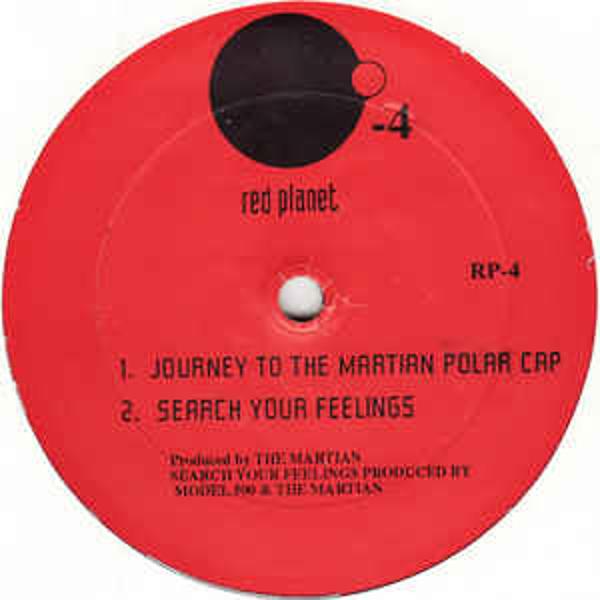 -4
red planet
RP-4
1. JOURNEY TO THE MARTIAN POLAR CAP
2. SEARCH YOUR FEELINGS
Produced by THE MARTIAN
SEARCH YOUR FEELINGS PRODUCED BY
MODEL 500 & THE MARTIAN